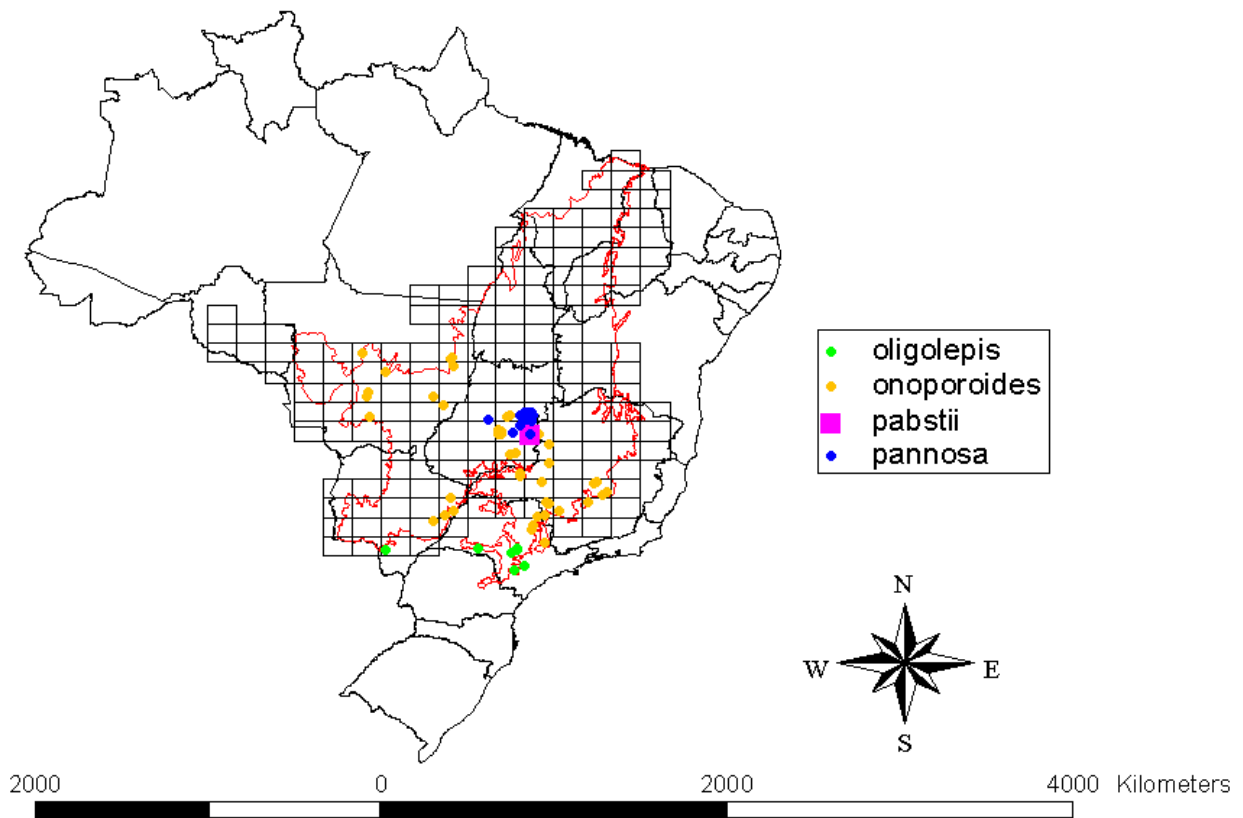 oligolepis
onoporoides
pabstii
pannosa
N
W E
S
2000 0 2000 4000 Kilometers